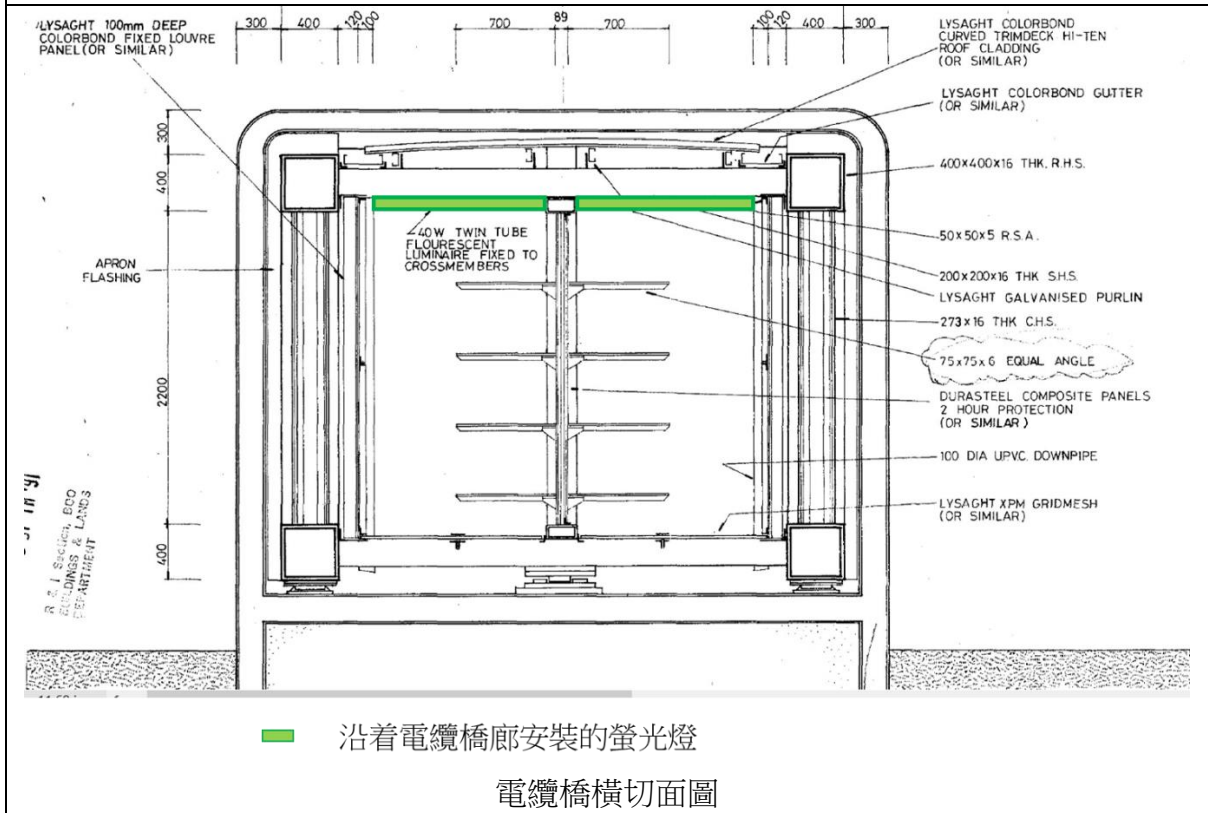 LYSAGHT 100mm DEEP
COLORBOND FIXED LOUVRE
PANEL(OR SIMILAR)
300
400
120
100
700
89
700
100
120
400
300
LYSAGHT COLORBOND
CURVED TRIMDECK HI-TEN
ROOF CLADDING
(OR SIMILAR)
LYSAGHT COLORBOND GUTTER
(OR SIMILAR)
400x400x16 THK. R.H.S.
300
400
2200
400
APRON
FLASHING
40W TWIN TUBE
FLOURESCENT
LUMINAIRE FIXED TO
CROSSMEMBERS
50x50x5 R.S.A.
200x200x16 THK S.H.S.
LYSAGHT GALVANISED PURLIN
273x16 THK C.H.S.
75x75x6 EQUAL ANGLE
DURASTEEL COMPOSITE PANELS
2 HOUR PROTECTION
(OR SIMILAR)
100 DIA UPVC. DOWNPIPE
LYSAGHT XPM GRIDMESH
(OR SIMILAR)
Section, BOO
BUILDINGS & LANDS
DEPARTMENT
沿着電纜橋廊安裝的螢光燈
電纜橋橫切面圖